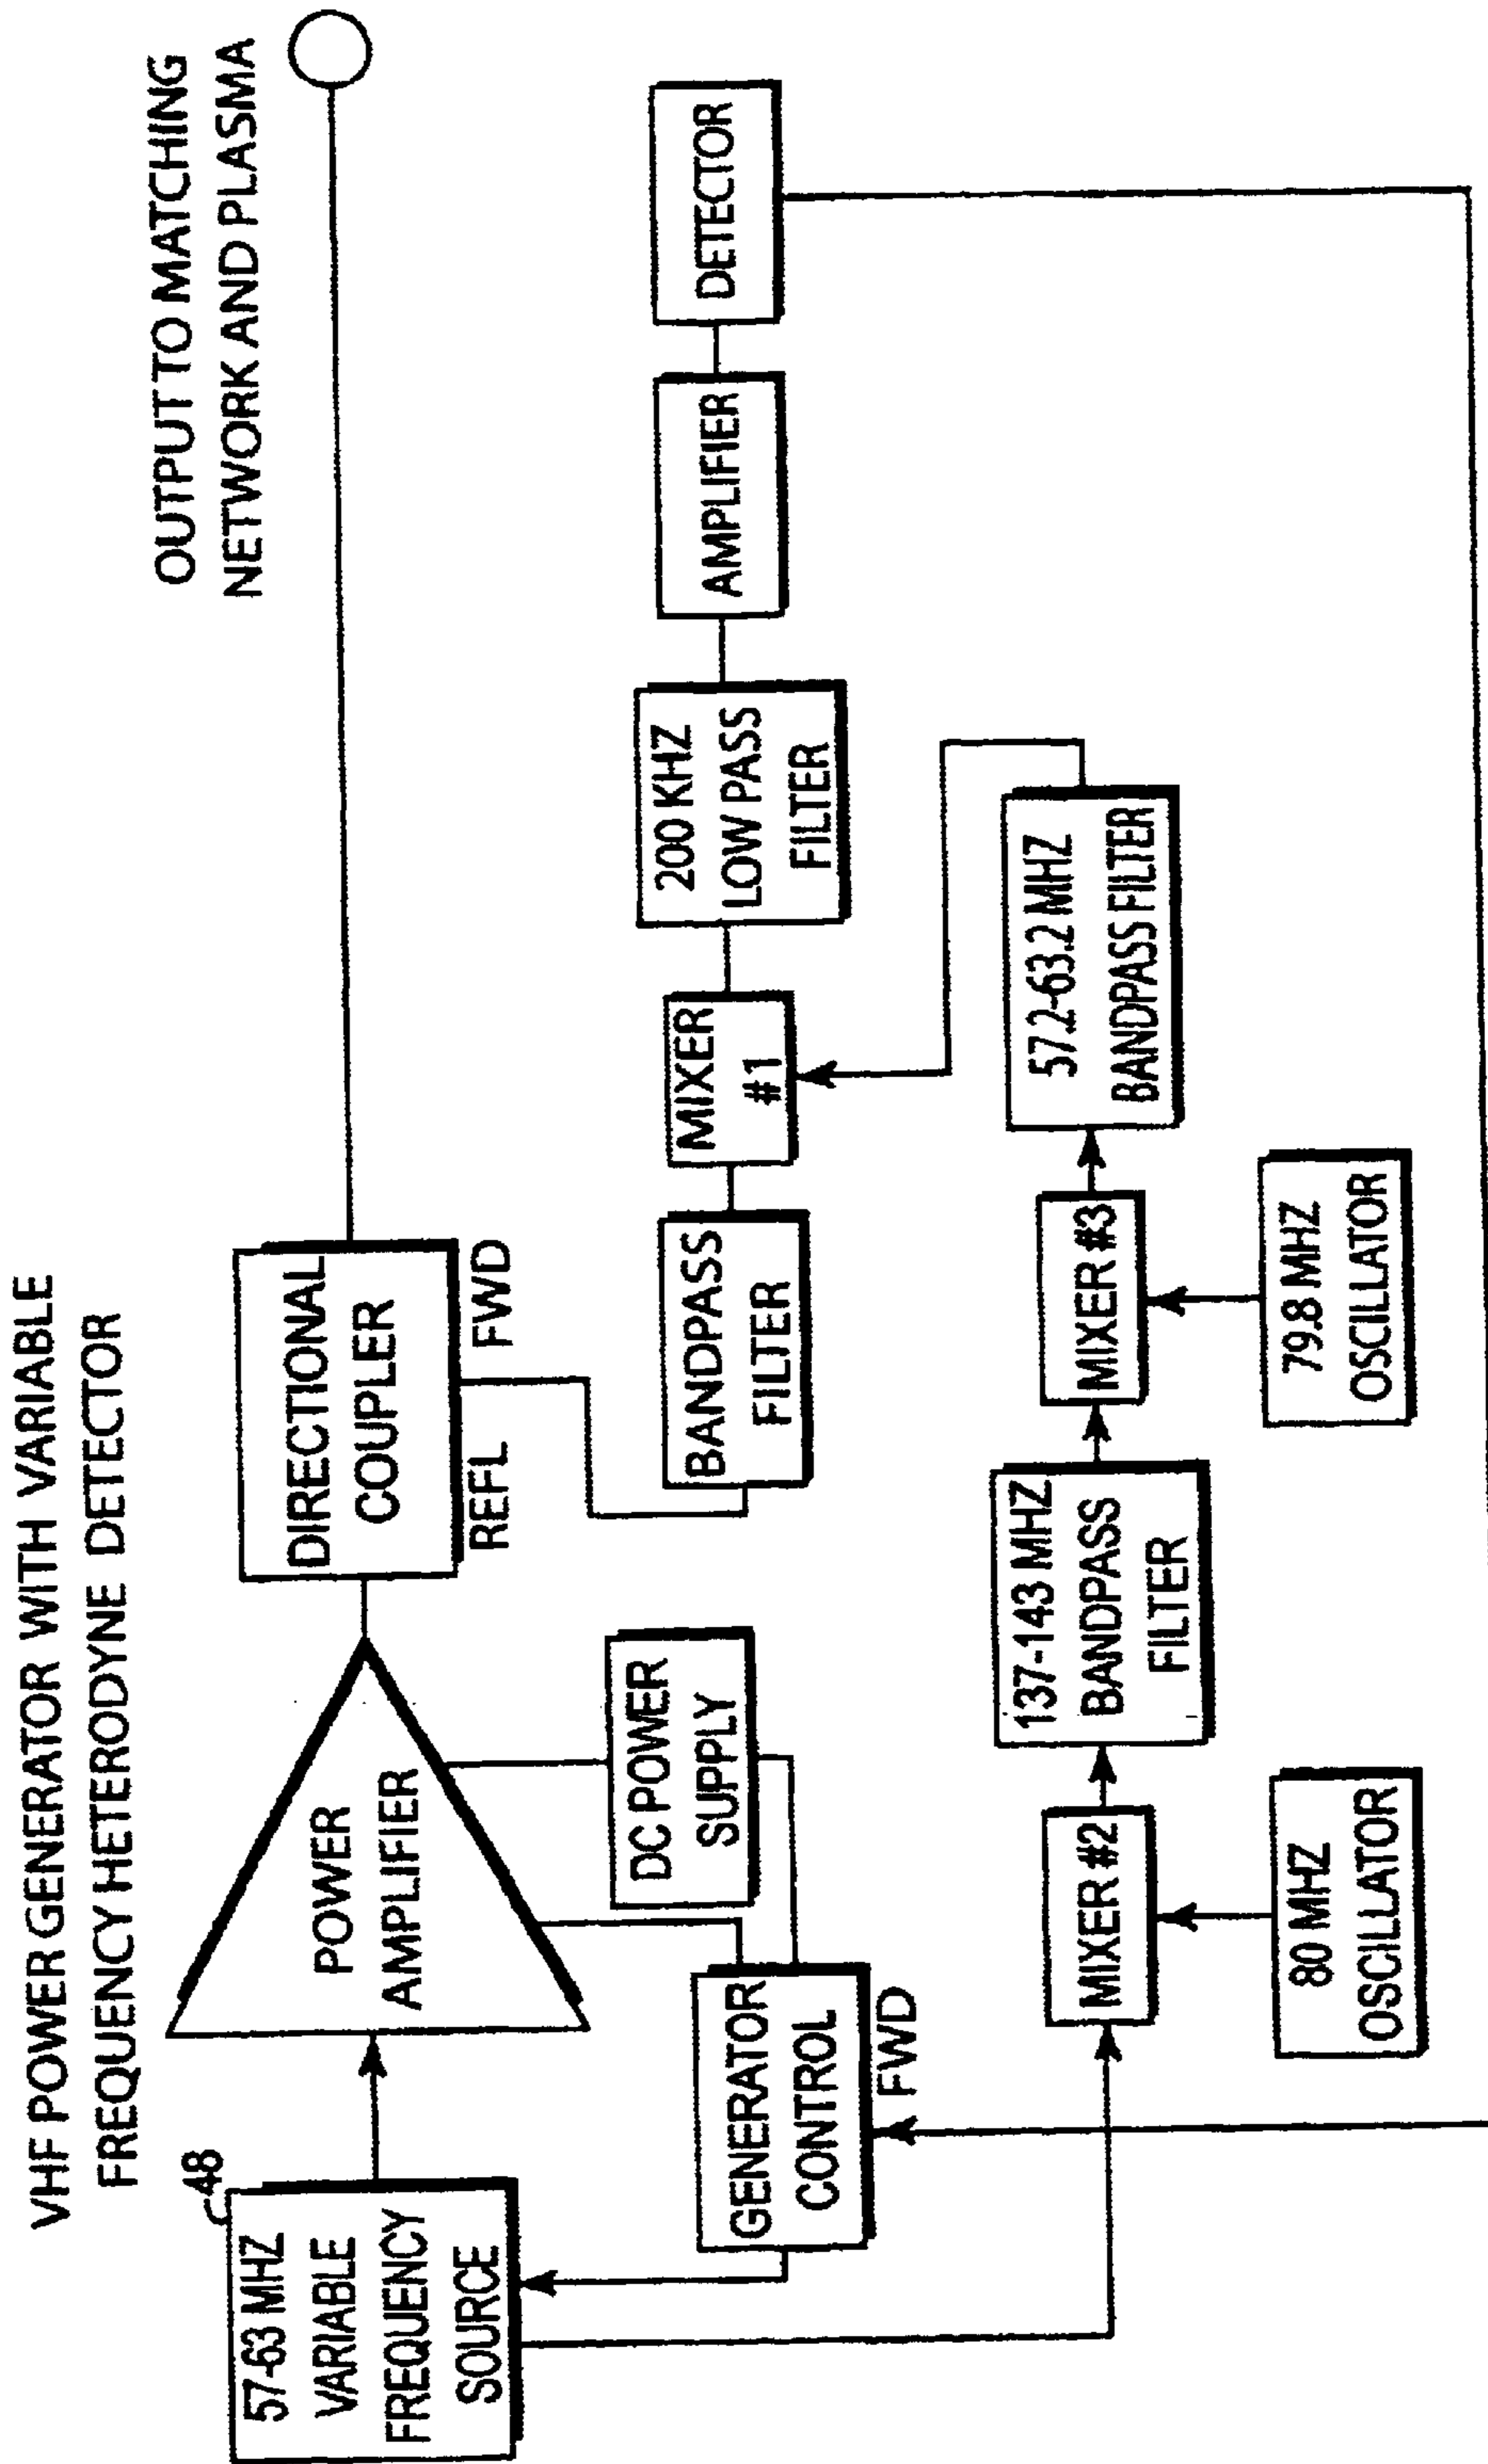 VHF POWER GENERATOR WITH VARIABLE
FREQUENCY HETERODYNE DETECTOR
OUTPUT TO MATCHING
NETWORK AND PLASMA
48
57-63 MHZ
VARIABLE
FREQUENCY
SOURCE
POWER
AMPLIFIER
DIRECTIONAL
COUPLER
REFL
FWD
DC POWER
SUPPLY
GENERATOR
CONTROL
FWD
BANDPASS
FILTER
MIXER
#1
200 KHZ
LOW PASS
FILTER
AMPLIFIER
DETECTOR
MIXER #2
137-143 MHZ
BANDPASS
FILTER
MIXER #3
57.2-63.2 MHZ
BANDPASS FILTER
80 MHZ
OSCILLATOR
79.8 MHZ
OSCILLATOR